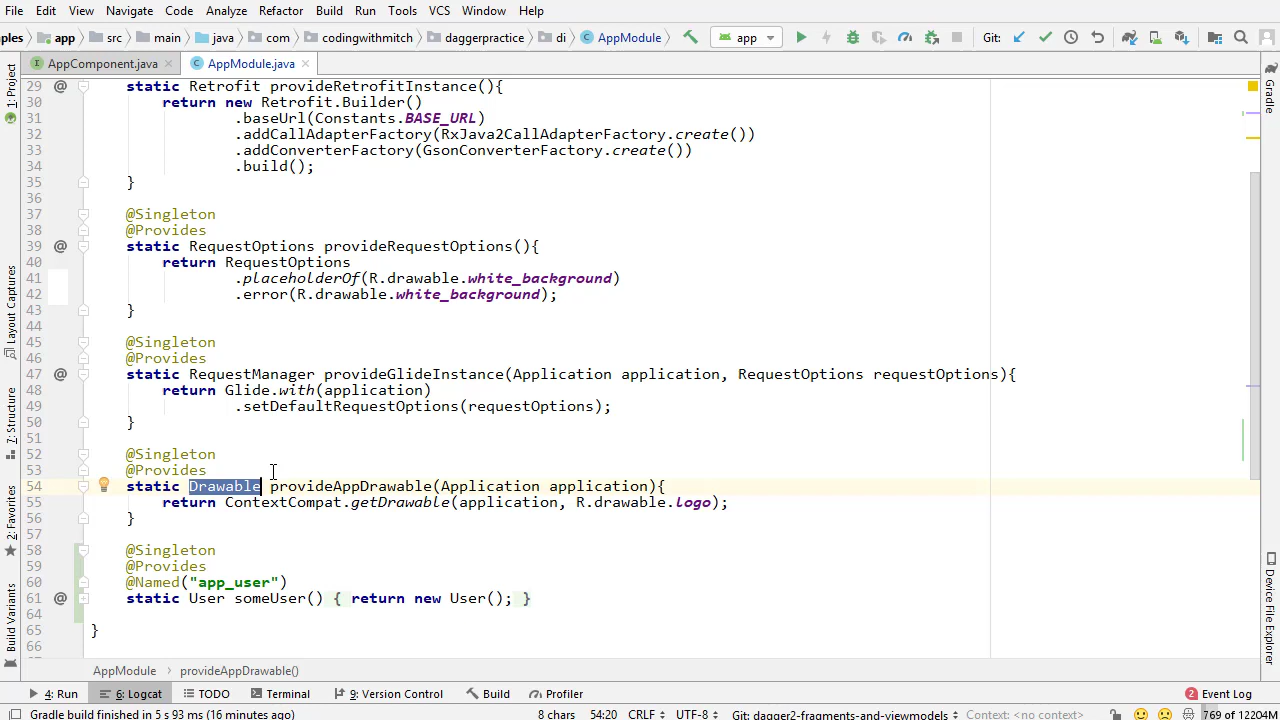 File Edit View Navigate Code Analyze Refactor Build Run Tools VCS Window Help
ples app src main java com codingwithmitch daggerpractice di AppModule app Git:
AppComponent.java AppModule.java
1: Project
Layout Captures
7: Structure
2: Favorites
Build Variants
29 static Retrofit provideRetrofitInstance(){
30 return new Retrofit.Builder()
31 .baseUrl(Constants.BASE_URL)
32 .addCallAdapterFactory(RxJava2CallAdapterFactory.create())
33 .addConverterFactory(GsonConverterFactory.create())
34 .build();
35 }
36
37 @Singleton
38 @Provides
39 static RequestOptions provideRequestOptions(){
40 return RequestOptions
41 .placeholderOf(R.drawable.white_background)
42 .error(R.drawable.white_background);
43 }
44
45 @Singleton
46 @Provides
47 static RequestManager provideGlideInstance(Application application, RequestOptions requestOptions){
48 return Glide.with(application)
49 .setDefaultRequestOptions(requestOptions);
50 }
51
52 @Singleton
53 @Provides
54 static Drawable provideAppDrawable(Application application){
55 return ContextCompat.getDrawable(application, R.drawable.logo);
56 }
57
58 @Singleton
59 @Provides
60 @Named("app_user")
61 static User someUser() { return new User(); }
64
65 }
66
Gradle
Device File Explorer
AppModule provideAppDrawable()
4: Run 6: Logcat TODO Terminal 9: Version Control Build Profiler 2 Event Log
Gradle build finished in 5 s 93 ms (16 minutes ago) 8 chars 54:20 CRLF UTF-8 Git: dagger2-fragments-and-viewmodels Context: <no context> 769 of 12204M